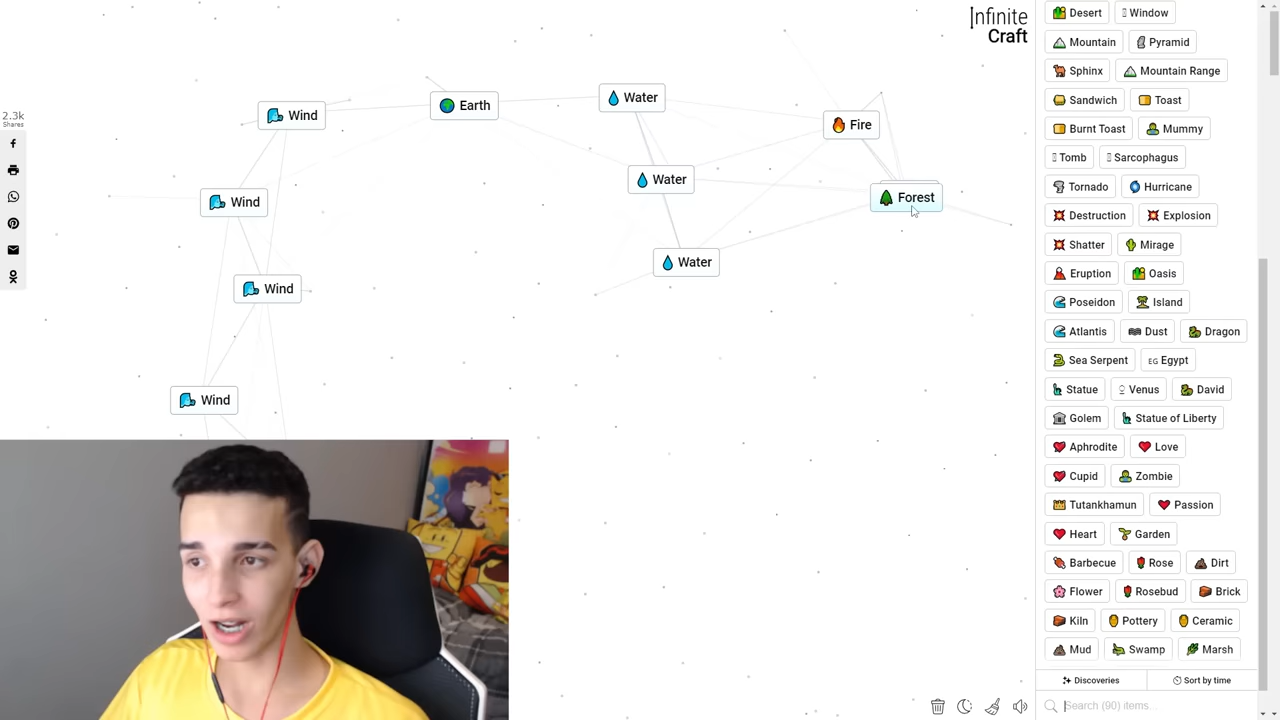 Infinite
Craft
2.3k
Shares
Wind
Earth
Water
Fire
Wind
Water
Forest
Wind
Water
Wind
Desert
Window
Mountain
Pyramid
Sphinx
Mountain Range
Sandwich
Toast
Burnt Toast
Mummy
Tomb
Sarcophagus
Tornado
Hurricane
Destruction
Explosion
Shatter
Mirage
Eruption
Oasis
Poseidon
Island
Atlantis
Dust
Dragon
Sea Serpent
EG Egypt
Statue
Venus
David
Golem
Statue of Liberty
Aphrodite
Love
Cupid
Zombie
Tutankhamun
Passion
Heart
Garden
Barbecue
Rose
Dirt
Flower
Rosebud
Brick
Kiln
Pottery
Ceramic
Mud
Swamp
Marsh
Discoveries
Sort by time
Search (90) items...